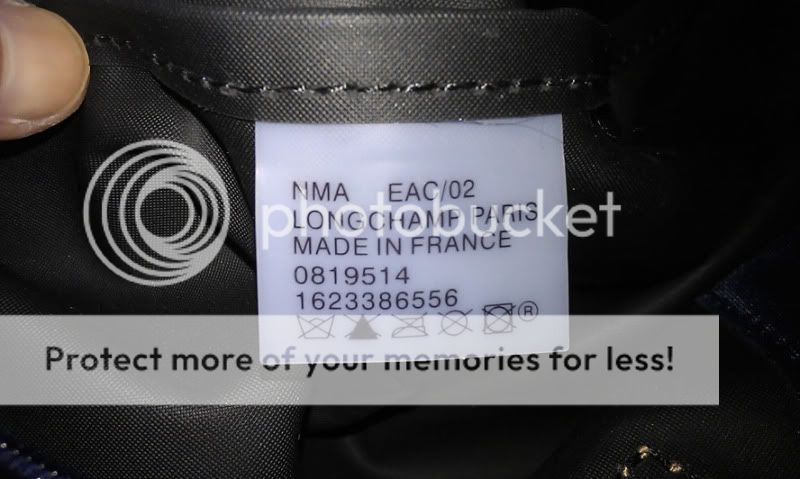 NMA EAC/02
LONGCHAMP PARIS
MADE IN FRANCE
0819514
1623386556
®
photobucket
Protect more of your memories for less!